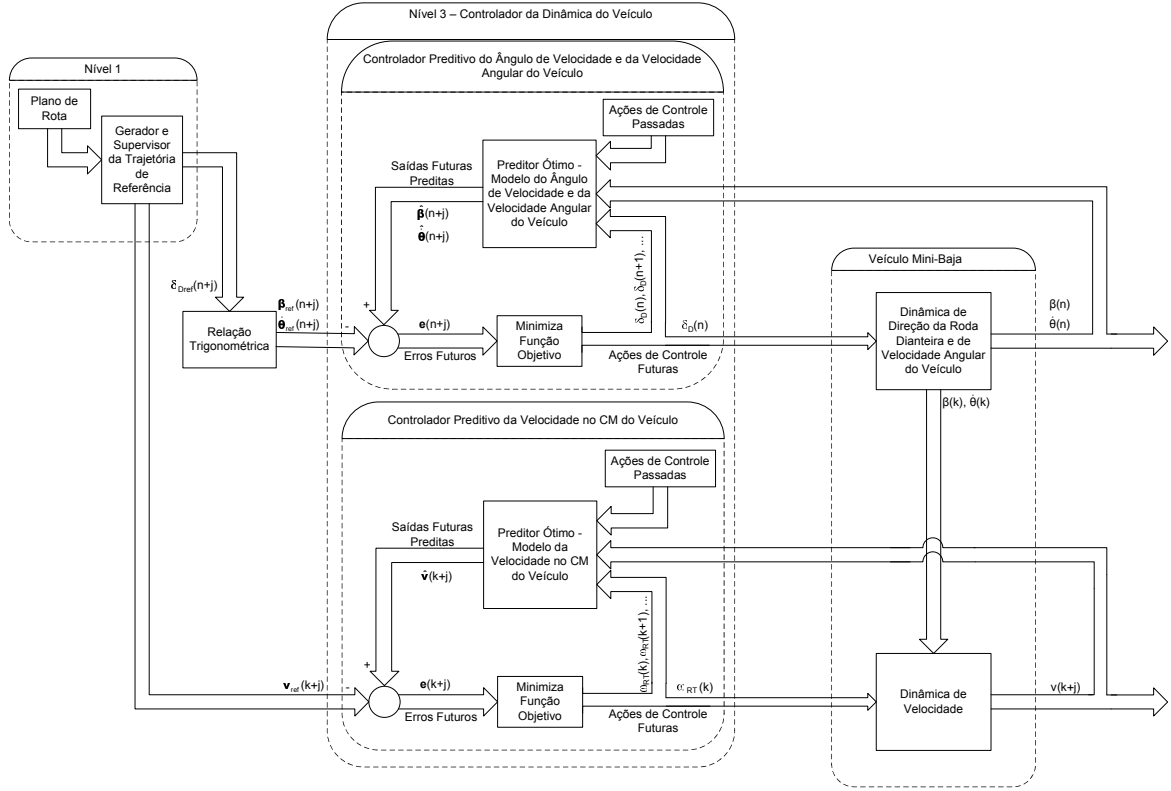 Nível 3 – Controlador da Dinâmica do Veículo
Controlador Preditivo do Ângulo de Velocidade e da Velocidade
Angular do Veículo
Nível 1
Plano de
Rota
Gerador e
Supervisor
da Trajetória
de
Referência
Ações de Controle
Passadas
Saídas Futuras
Preditas
Preditor Ótimo -
Modelo do Ângulo
de Velocidade e da
Velocidade Angular
do Veículo
β̂(n+j)
θ̇̂(n+j)
δDref(n+j)
βref(n+j)
θ̇ref(n+j)
Relação
Trigonométrica
+
-
e(n+j)
Erros Futuros
Minimiza
Função
Objetivo
δD(n), δD(n+1), ...
δD(n)
Ações de Controle
Futuras
Veículo Mini-Baja
Dinâmica de
Direção da Roda
Dianteira e de
Velocidade Angular
do Veículo
β(n)
θ̇(n)
β(k), θ̇(k)
Controlador Preditivo da Velocidade no CM do Veículo
Ações de Controle
Passadas
Saídas Futuras
Preditas
Preditor Ótimo -
Modelo da
Velocidade no CM
do Veículo
v̂(k+j)
vref(k+j)
+
-
e(k+j)
Erros Futuros
Minimiza
Função
Objetivo
ωRT(k), ωRT(k+1), ...
ωRT(k)
Ações de Controle
Futuras
Dinâmica de
Velocidade
v(k+j)